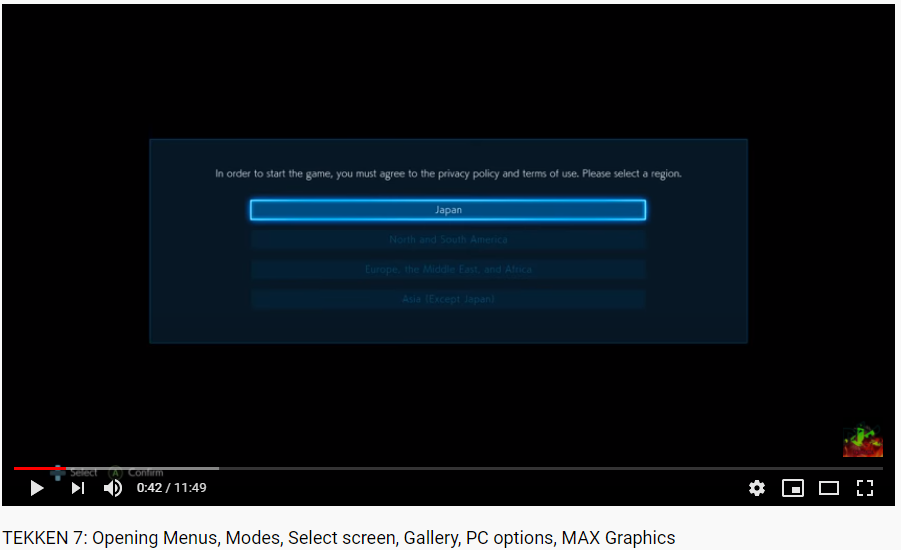 In order to start the game, you must agree to the privacy policy and terms of use. Please select a region.
Japan
North and South America
Europe, the Middle East, and Africa
Asia (Except Japan)
Select A Confirm
0:42 / 11:49
TEKKEN 7: Opening Menus, Modes, Select screen, Gallery, PC options, MAX Graphics